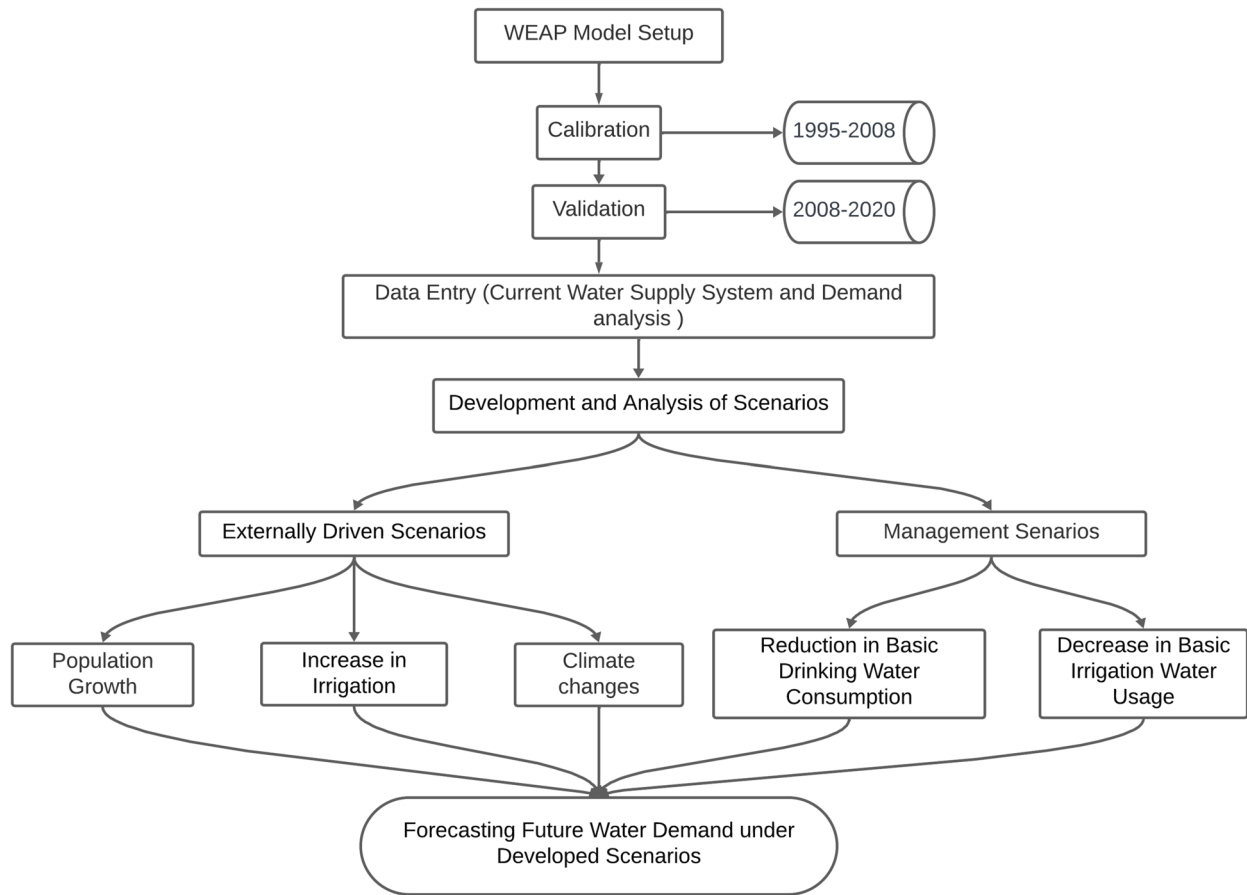 WEAP Model Setup
Calibration
1995-2008
Validation
2008-2020
Data Entry (Current Water Supply System and Demand
analysis )
Development and Analysis of Scenarios
Externally Driven Scenarios
Management Senarios
Population
Growth
Increase in
Irrigation
Climate
changes
Reduction in Basic
Drinking Water
Consumption
Decrease in Basic
Irrigation Water
Usage
Forecasting Future Water Demand under
Developed Scenarios